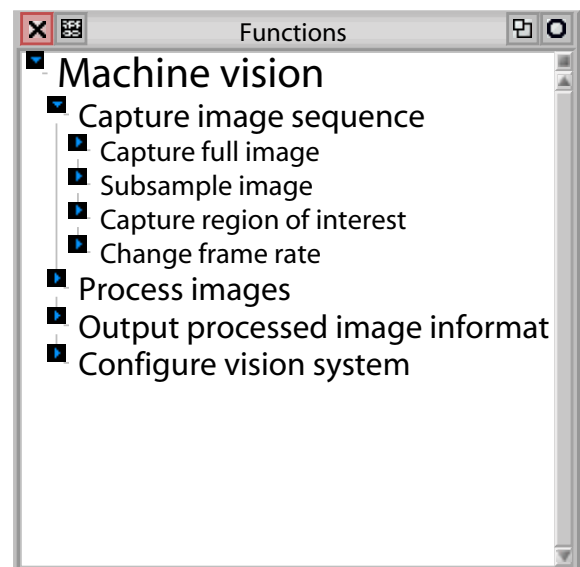 Functions
Machine vision
Capture image sequence
Capture full image
Subsample image
Capture region of interest
Change frame rate
Process images
Output processed image informat
Configure vision system